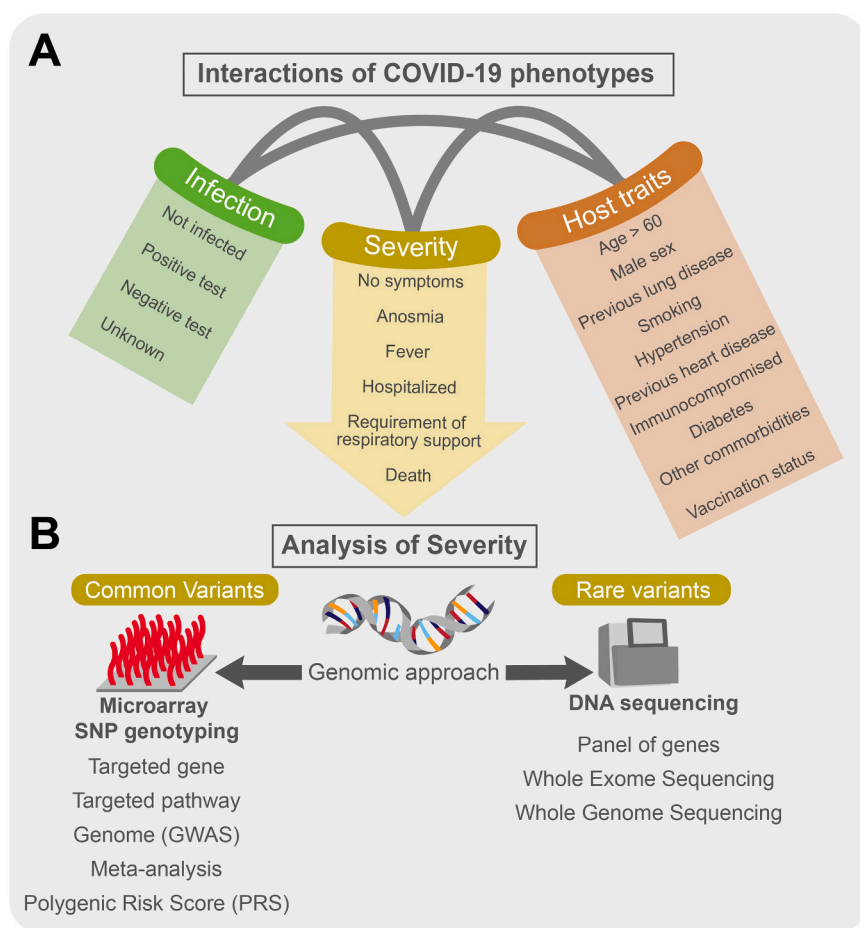 A
Interactions of COVID-19 phenotypes
Infection
Not infected
Positive test
Negative test
Unknown
Severity
No symptoms
Anosmia
Fever
Hospitalized
Requirement of
respiratory support
Death
Host traits
Age > 60
Male sex
Previous lung disease
Smoking
Hypertension
Previous heart disease
Immunocompromised
Diabetes
Other commorbidities
Vaccination status
B
Analysis of Severity
Common Variants
Rare variants
Genomic approach
Microarray
SNP genotyping
Targeted gene
Targeted pathway
Genome (GWAS)
Meta-analysis
Polygenic Risk Score (PRS)
DNA sequencing
Panel of genes
Whole Exome Sequencing
Whole Genome Sequencing